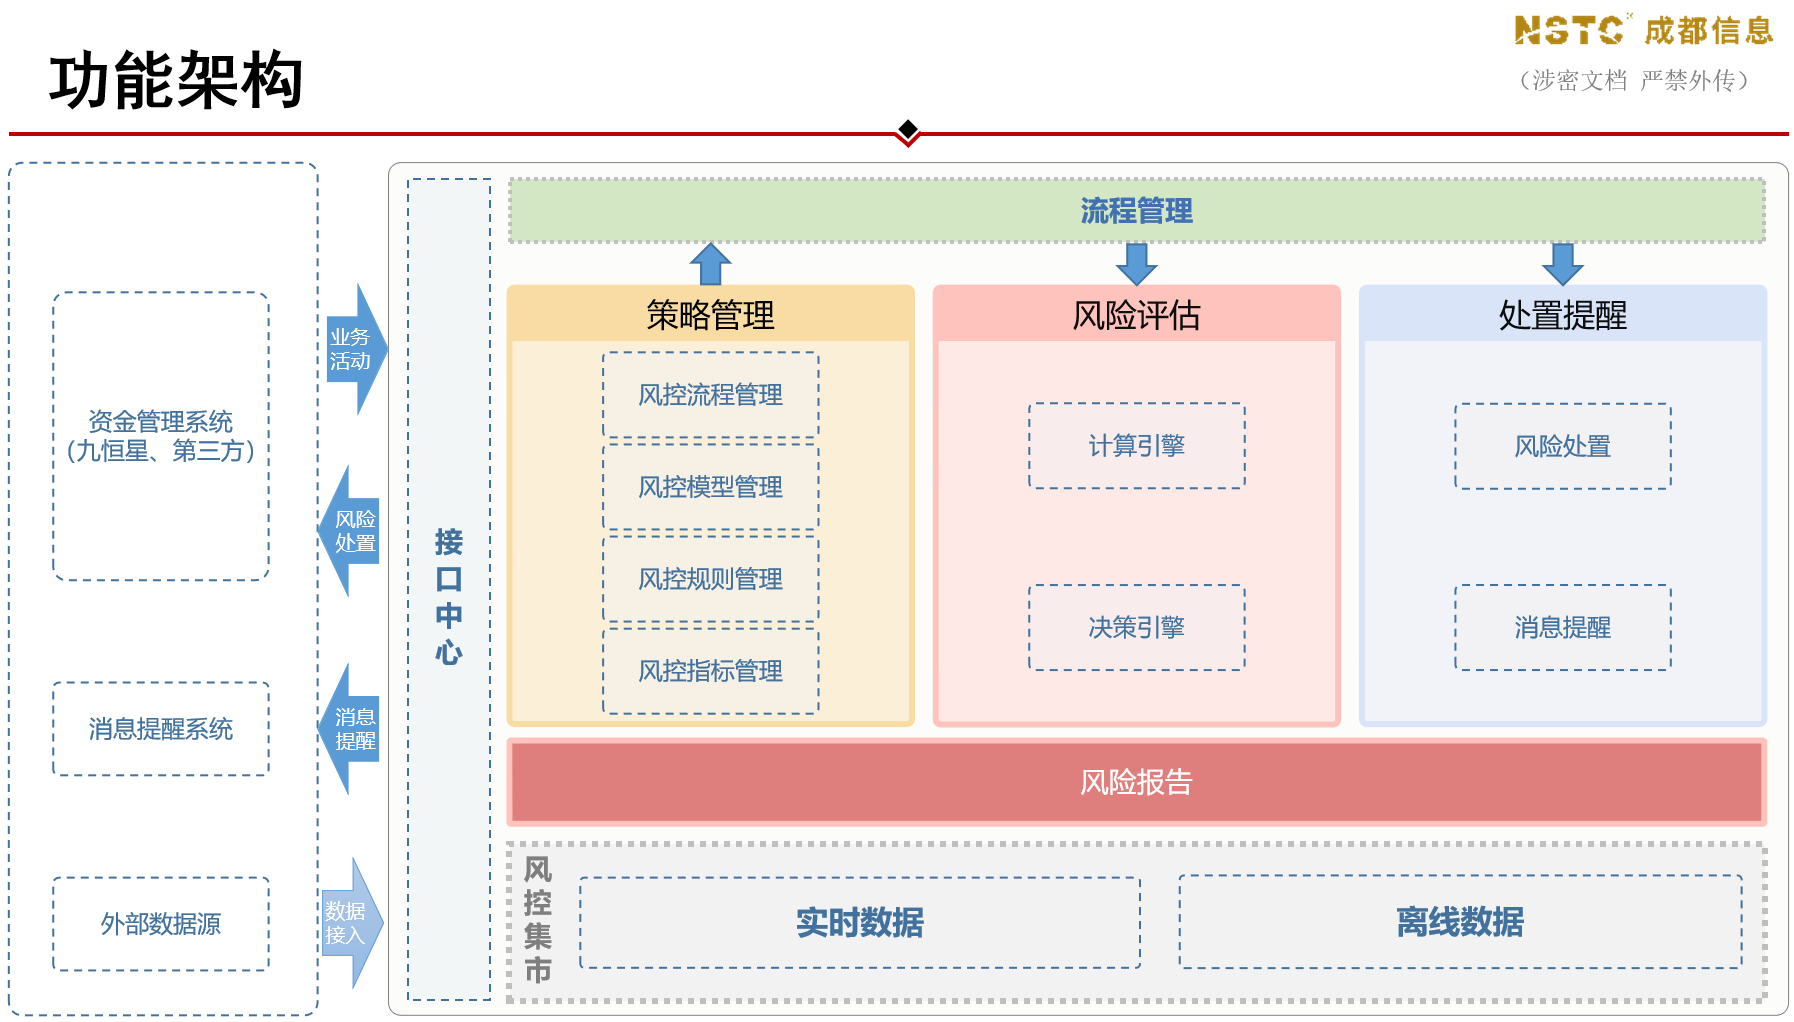 功能架构
NSTC 成都信息
（涉密文档 严禁外传）
资金管理系统
（九恒星、第三方）
消息提醒系统
外部数据源
业务
活动
风险
处置
消息
提醒
数据
接入
接
口
中
心
流程管理
策略管理
风控流程管理
风控模型管理
风控规则管理
风控指标管理
风险评估
计算引擎
决策引擎
处置提醒
风险处置
消息提醒
风险报告
风
控
集
市
实时数据
离线数据